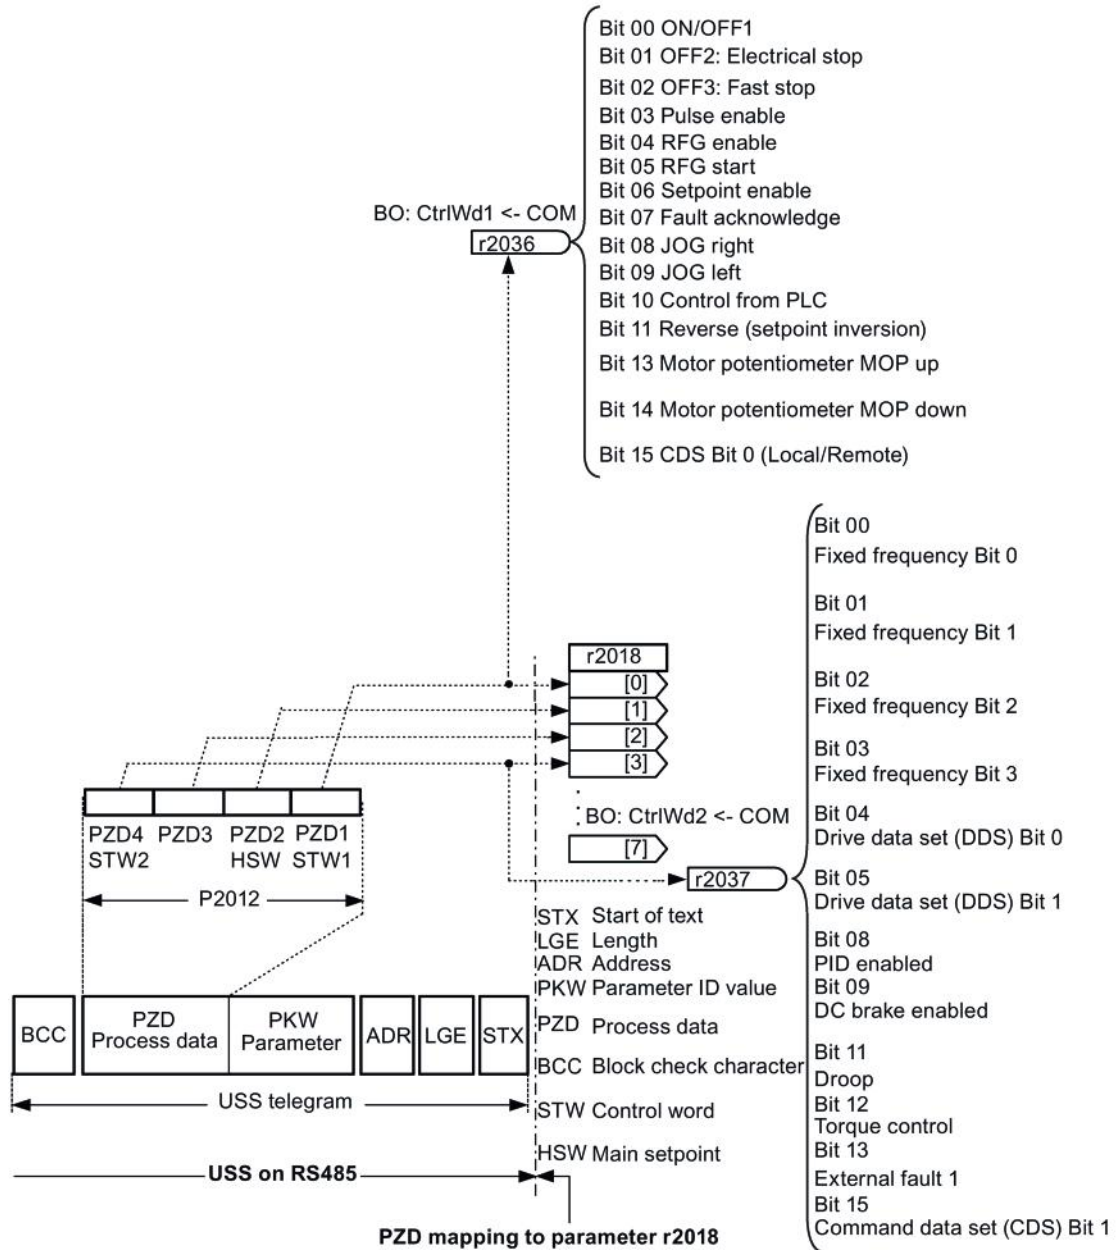 Bit 00 ON/OFF1
Bit 01 OFF2: Electrical stop
Bit 02 OFF3: Fast stop
Bit 03 Pulse enable
Bit 04 RFG enable
Bit 05 RFG start
Bit 06 Setpoint enable
Bit 07 Fault acknowledge
Bit 08 JOG right
Bit 09 JOG left
Bit 10 Control from PLC
Bit 11 Reverse (setpoint inversion)
Bit 13 Motor potentiometer MOP up
Bit 14 Motor potentiometer MOP down
Bit 15 CDS Bit 0 (Local/Remote)
BO: CtrlWd1 <- COM
r2036
r2018
[0]
[1]
[2]
[3]
BO: CtrlWd2 <- COM
[7]
r2037
Bit 00
Fixed frequency Bit 0
Bit 01
Fixed frequency Bit 1
Bit 02
Fixed frequency Bit 2
Bit 03
Fixed frequency Bit 3
Bit 04
Drive data set (DDS) Bit 0
Bit 05
Drive data set (DDS) Bit 1
Bit 08
PID enabled
Bit 09
DC brake enabled
Bit 11
Droop
Bit 12
Torque control
Bit 13
External fault 1
Bit 15
Command data set (CDS) Bit 1
PZD4 PZD3 PZD2 PZD1
STW2 HSW STW1
P2012
BCC
PZD
Process data
PKW
Parameter
ADR
LGE
STX
USS telegram
STX Start of text
LGE Length
ADR Address
PKW Parameter ID value
PZD Process data
BCC Block check character
STW Control word
HSW Main setpoint
USS on RS485
PZD mapping to parameter r2018